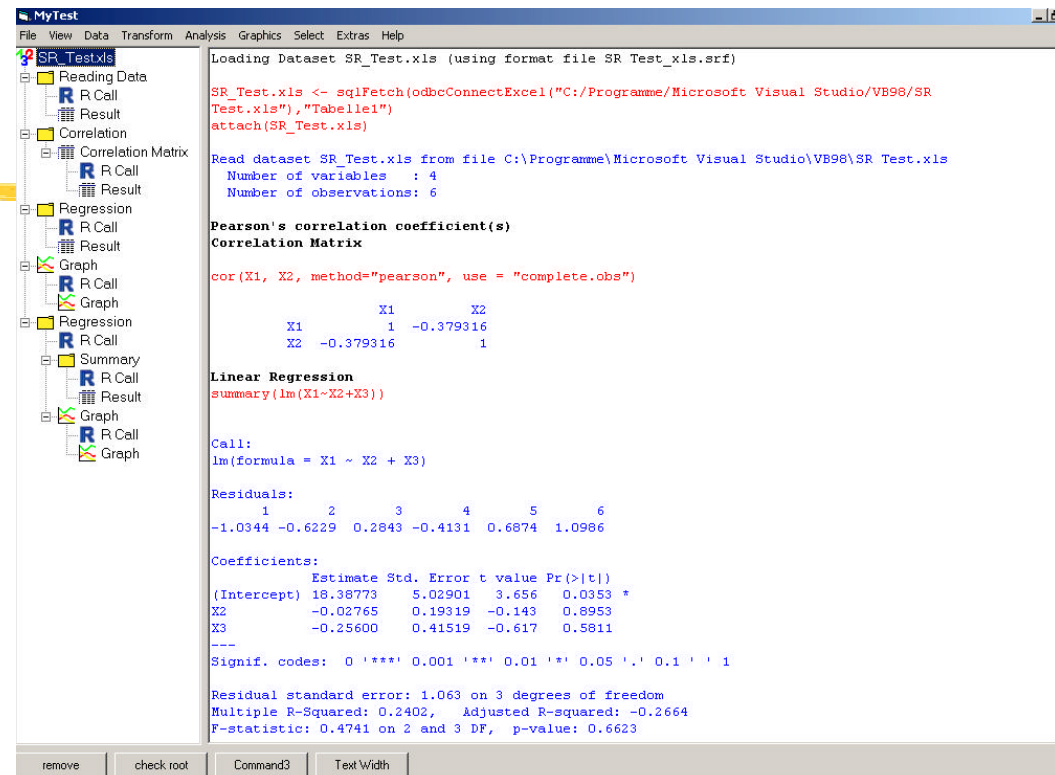 MyTest
File View Data Transform Analysis Graphics Select Extras Help
SR_Test.xls
Reading Data
R Call
Result
Correlation
Correlation Matrix
R Call
Result
Regression
R Call
Result
Graph
R Call
Graph
Regression
R Call
Summary
R Call
Result
Graph
R Call
Graph
Loading Dataset SR_Test.xls (using format file SR Test_xls.srf)
SR_Test.xls <- sqlFetch(odbcConnectExcel("C:/Programme/Microsoft Visual Studio/VB98/SR
Test.xls"),"Tabelle1")
attach(SR_Test.xls)
Read dataset SR_Test.xls from file C:\Programme\Microsoft Visual Studio\VB98\SR Test.xls
Number of variables : 4
Number of observations: 6
Pearson's correlation coefficient(s)
Correlation Matrix
cor(X1, X2, method="pearson", use = "complete.obs")
X1 X2
X1 1 -0.379316
X2 -0.379316 1
Linear Regression
summary(lm(X1~X2+X3))
Call:
lm(formula = X1 ~ X2 + X3)
Residuals:
1 2 3 4 5 6
-1.0344 -0.6229 0.2843 -0.4131 0.6874 1.0986
Coefficients:
Estimate Std. Error t value Pr(>|t|)
(Intercept) 18.38773 5.02901 3.656 0.0353 *
X2 -0.02765 0.19319 -0.143 0.8953
X3 -0.25600 0.41519 -0.617 0.5811
---
Signif. codes: 0 '***' 0.001 '**' 0.01 '*' 0.05 '.' 0.1 ' ' 1
Residual standard error: 1.063 on 3 degrees of freedom
Multiple R-Squared: 0.2402, Adjusted R-squared: -0.2664
F-statistic: 0.4741 on 2 and 3 DF, p-value: 0.6623
remove check root Command3 Text Width